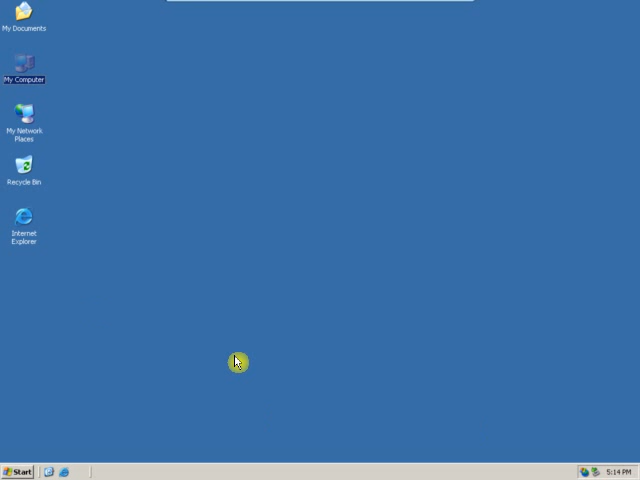 My Documents
My Computer
My Network
Places
Recycle Bin
Internet
Explorer
Start
5:14 PM